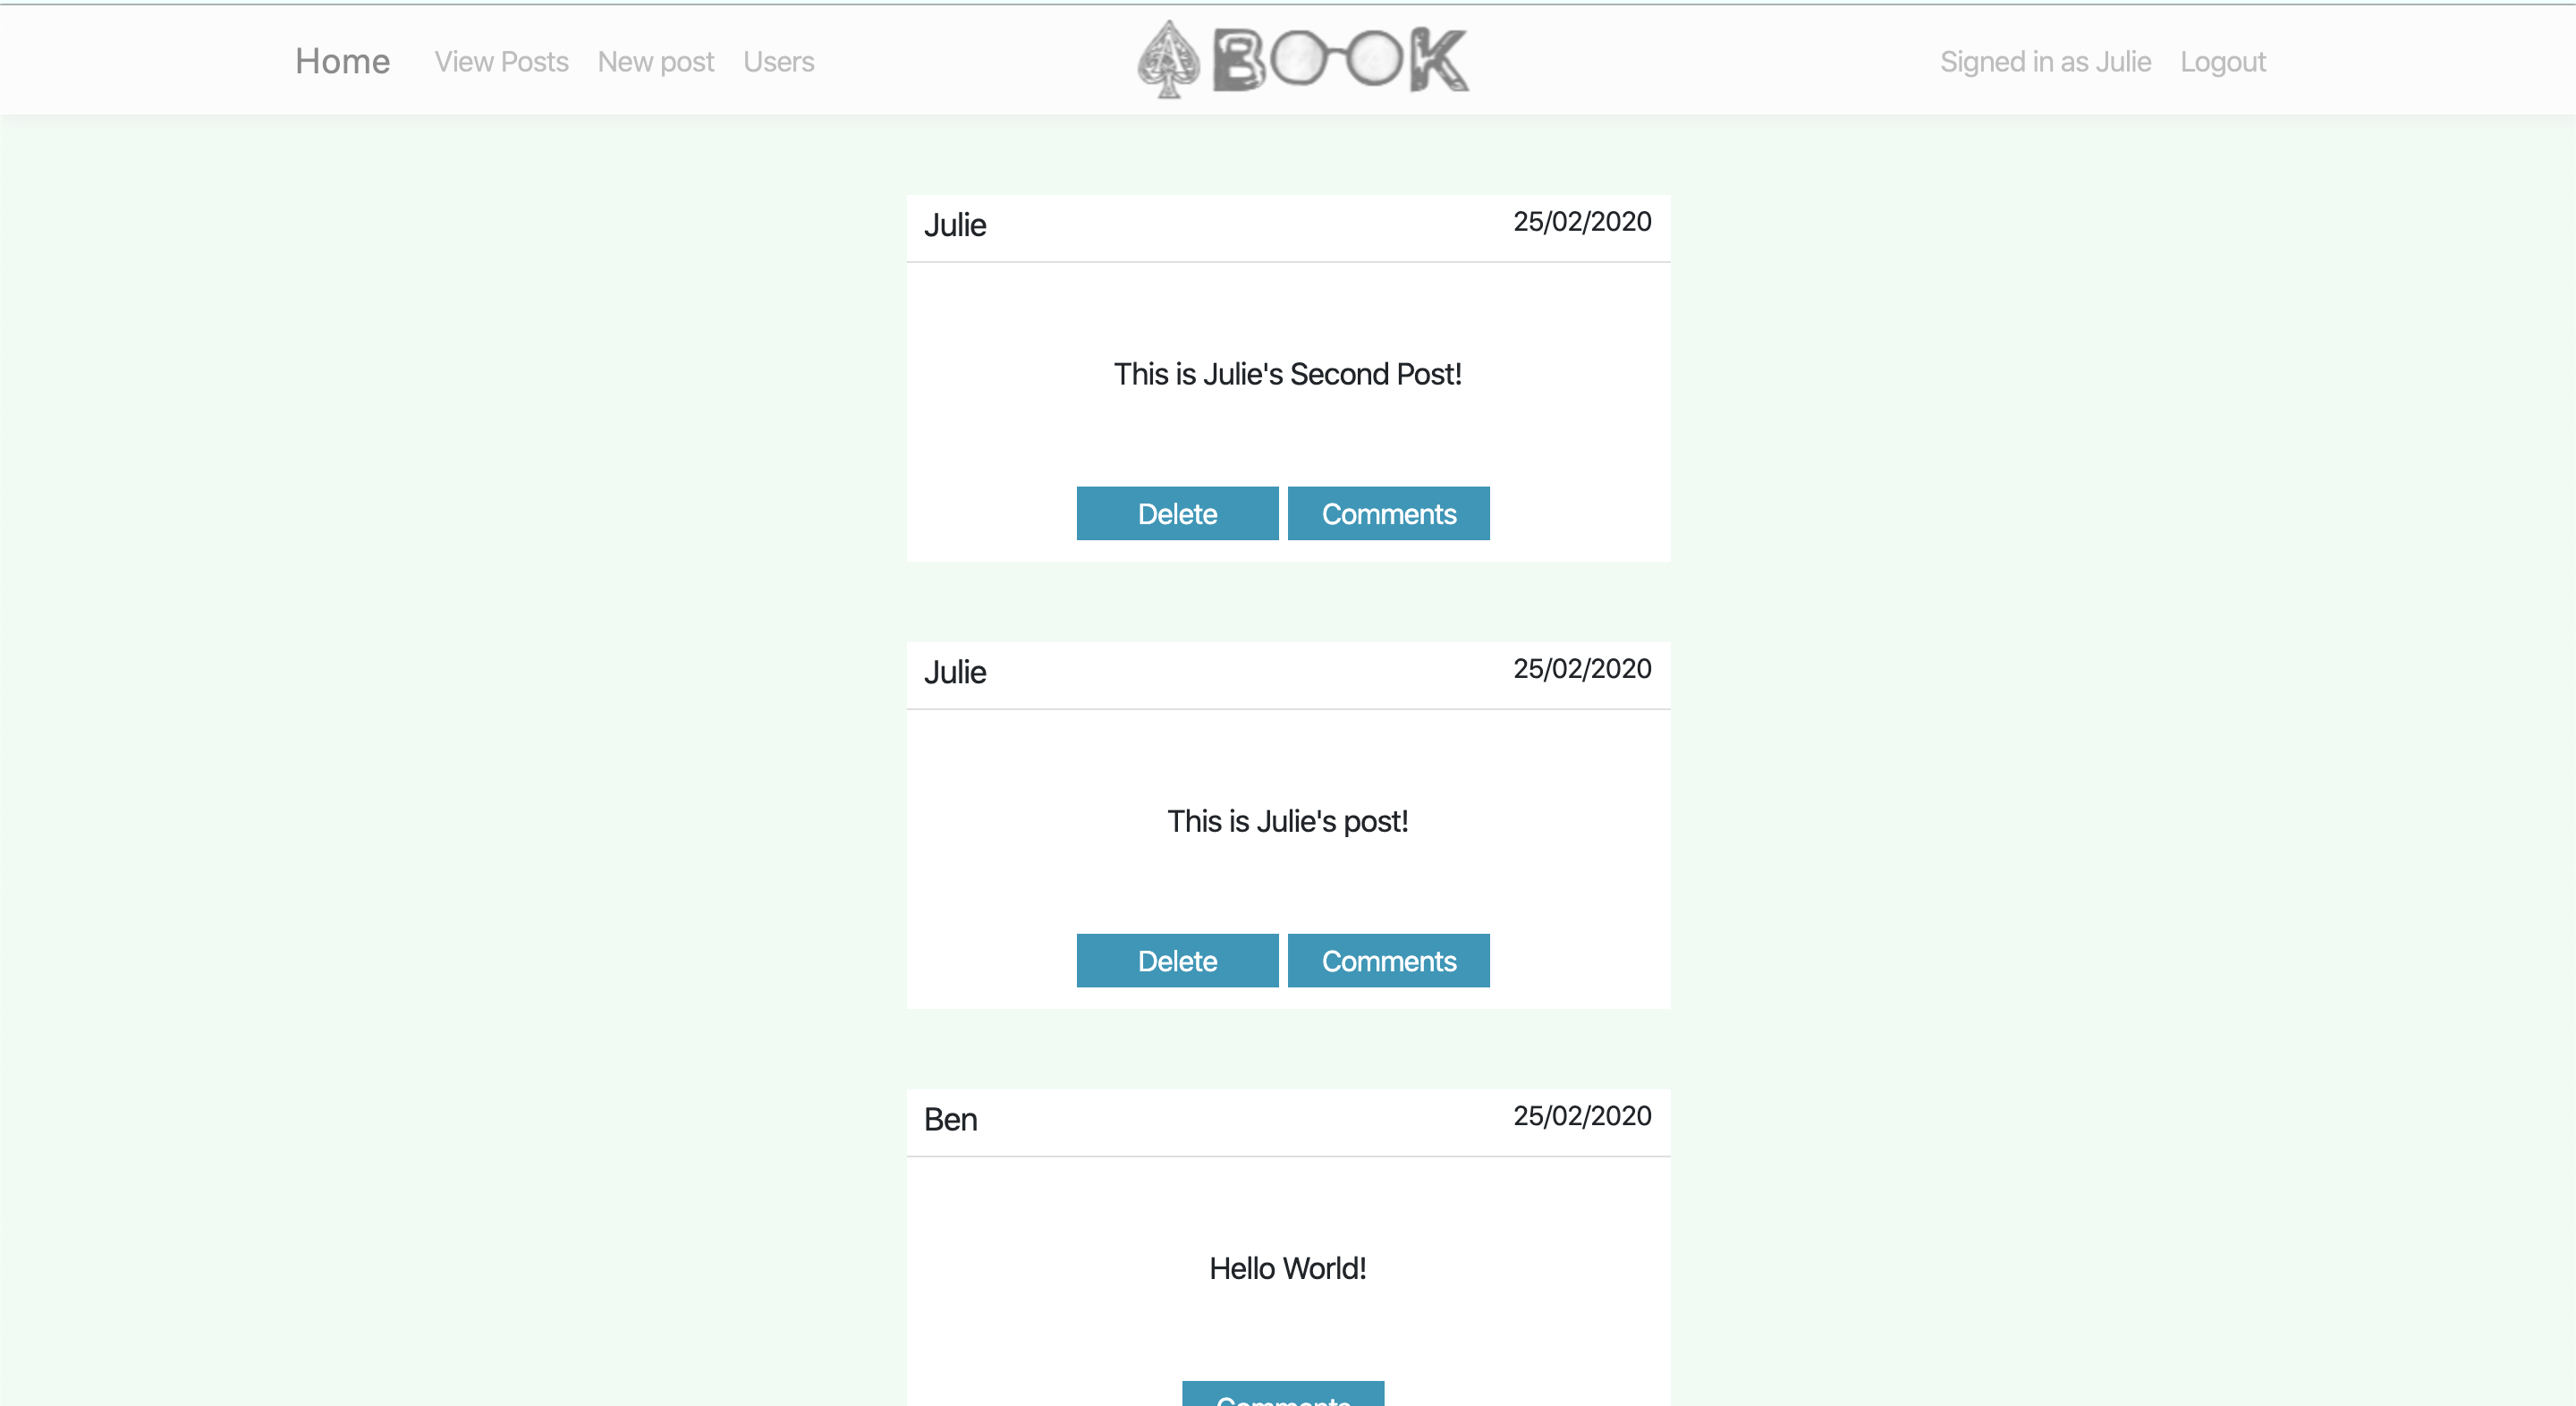 Home View Posts New post Users A BOOK Signed in as Julie Logout
Julie 25/02/2020
This is Julie's Second Post!
Delete Comments
Julie 25/02/2020
This is Julie's post!
Delete Comments
Ben 25/02/2020
Hello World!
Comments